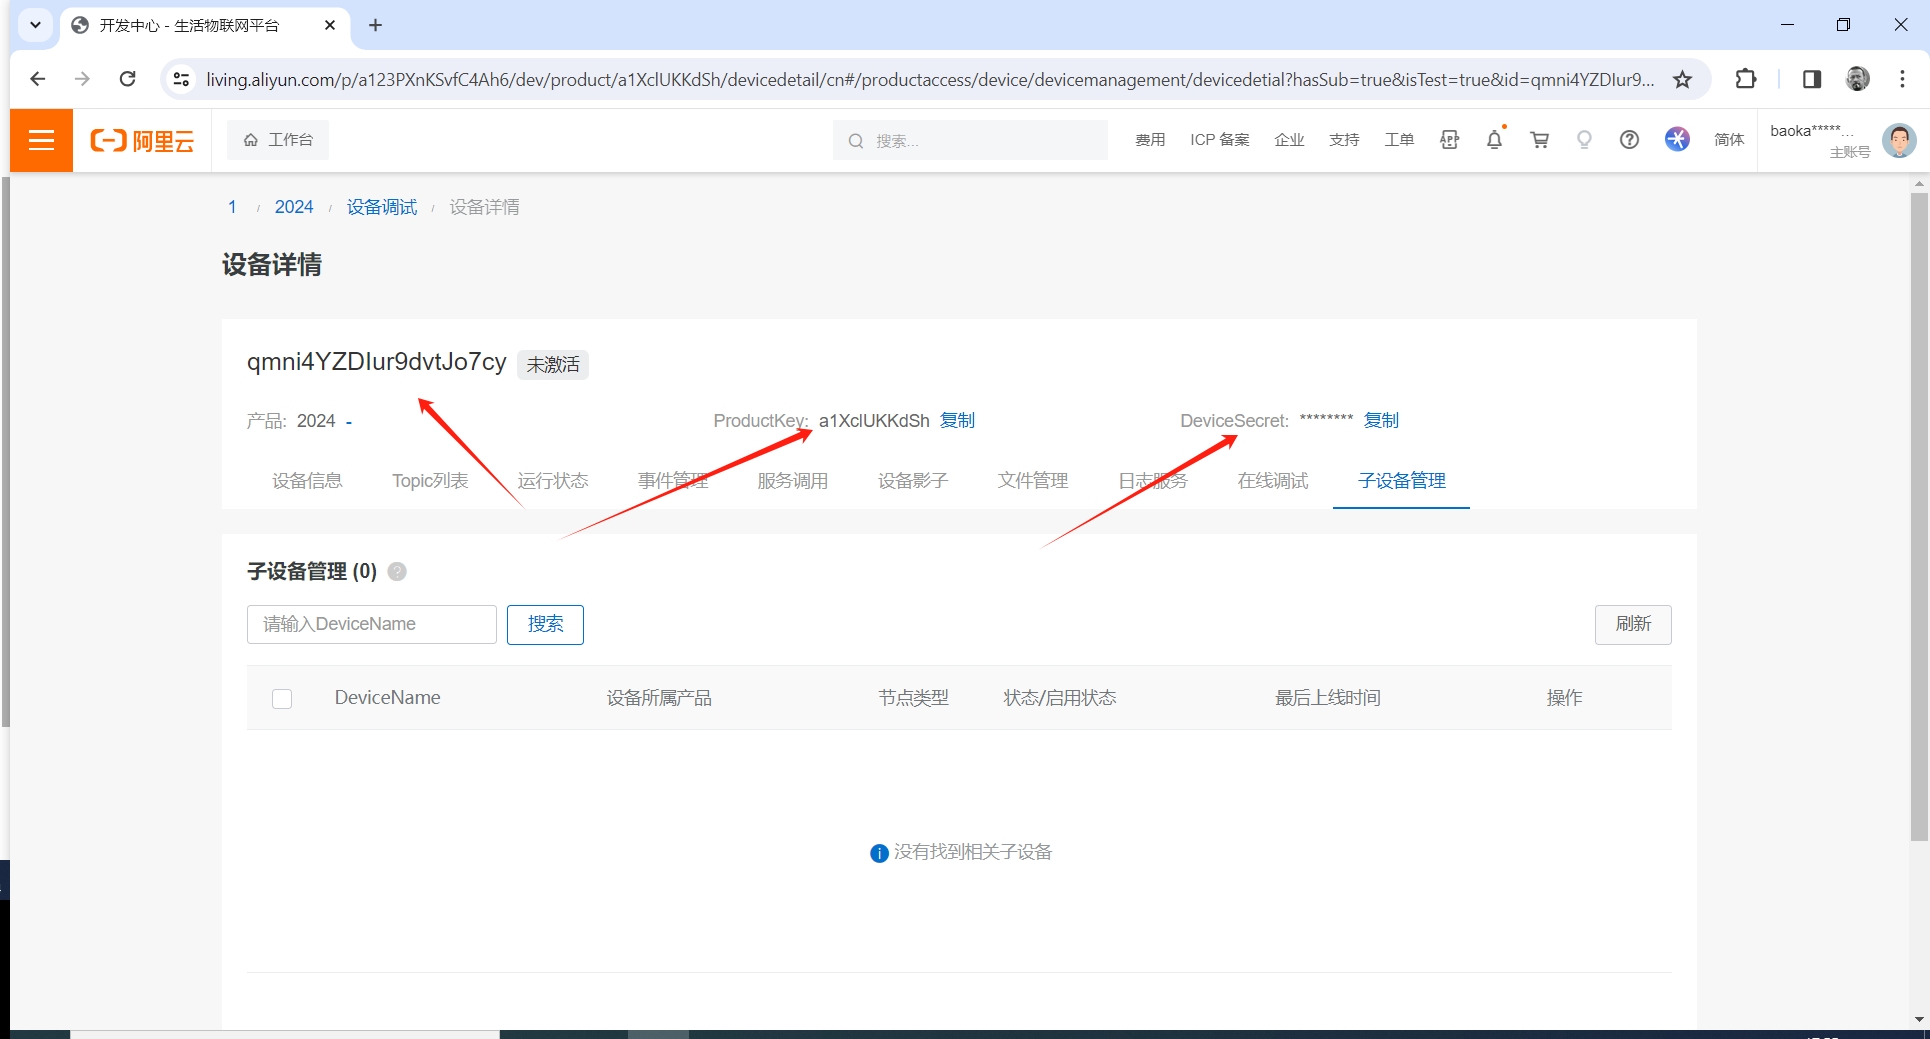 开发中心 - 生活物联网平台
living.aliyun.com/p/a123PXnKSvfC4Ah6/dev/product/a1XclUKKdSh/devicedetail/cn#/productaccess/device/devicemanagement/devicedetial?hasSub=true&isTest=true&id=qmni4YZDIur9...
阿里云
工作台
搜索...
费用
ICP 备案
企业
支持
工单
简体
baoka*****...
主账号
1 / 2024 / 设备调试 / 设备详情
设备详情
qmni4YZDIur9dvtJo7cy 未激活
产品: 2024 -
ProductKey: a1XclUKKdSh 复制
DeviceSecret: ******** 复制
设备信息 Topic列表 运行状态 事件管理 服务调用 设备影子 文件管理 日志服务 在线调试 子设备管理
子设备管理 (0)
请输入DeviceName 搜索 刷新
DeviceName 设备所属产品 节点类型 状态/启用状态 最后上线时间 操作
没有找到相关子设备